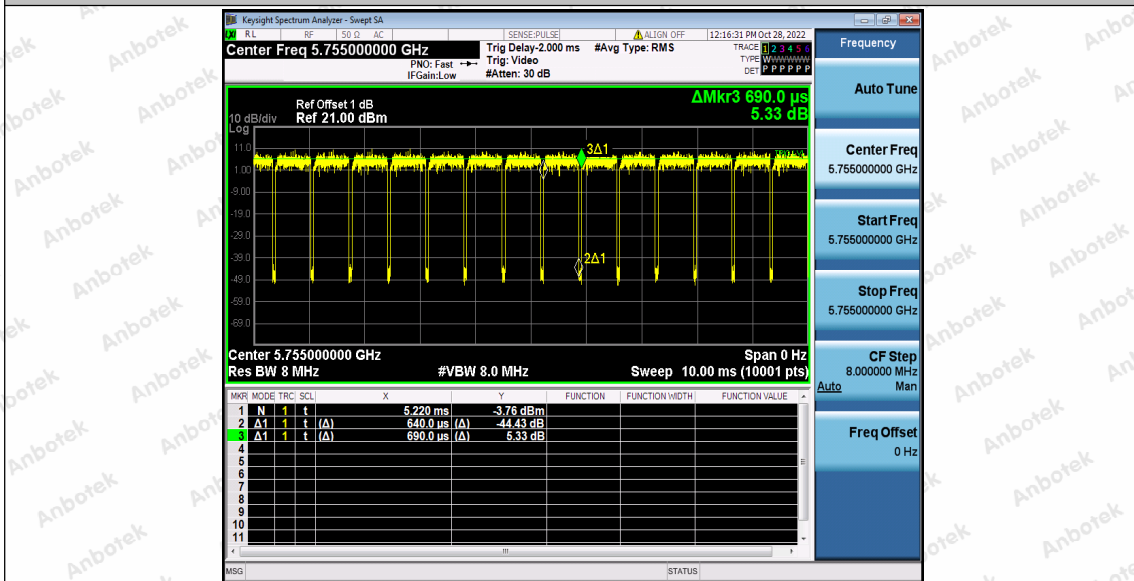 Keysight Spectrum Analyzer - Swept SA
RL RF 50 Ω AC SENSE:PULSE ALIGN OFF 12:16:31 PM Oct 28, 2022
Center Freq 5.755000000 GHz
PNO: Fast
IFGain:Low
Trig Delay-2.000 ms
Trig: Video
#Atten: 30 dB
#Avg Type: RMS
TRACE 1 2 3 4 5 6
TYPE WWWWWW
DET P P P P P P
ΔMkr3 690.0 µs
5.33 dB
Ref Offset 1 dB
10 dB/div Ref 21.00 dBm
Log
11.0
1.00
-9.00
-19.0
-29.0
-39.0
-49.0
-59.0
-69.0
3Δ1
2Δ1
Center 5.755000000 GHz Span 0 Hz
Res BW 8 MHz #VBW 8.0 MHz Sweep 10.00 ms (10001 pts)
MKR MODE TRC SCL X Y FUNCTION FUNCTION WIDTH FUNCTION VALUE
1 N 1 t 5.220 ms -3.76 dBm
2 Δ1 1 t (Δ) 640.0 µs (Δ) -44.43 dB
3 Δ1 1 t (Δ) 690.0 µs (Δ) 5.33 dB
4
5
6
7
8
9
10
11
MSG STATUS
Frequency
Auto Tune
Center Freq
5.755000000 GHz
Start Freq
5.755000000 GHz
Stop Freq
5.755000000 GHz
CF Step
8.000000 MHz
Auto Man
Freq Offset
0 Hz
Anbotek